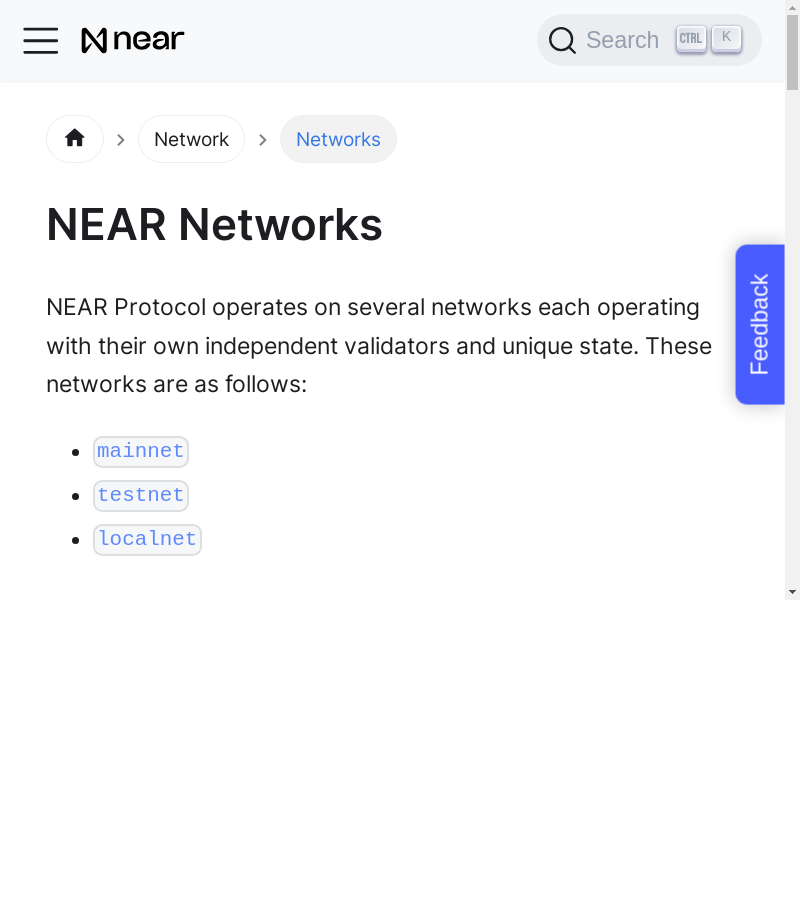 near
Search CTRL K
Network Networks
NEAR Networks
Feedback
NEAR Protocol operates on several networks each operating
with their own independent validators and unique state. These
networks are as follows:
mainnet
testnet
localnet